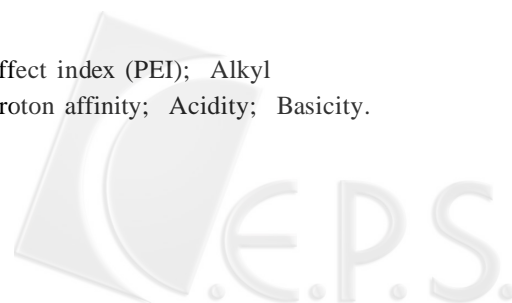 ffect index (PEI); Alkyl
roton affinity; Acidity; Basicity.
C.E.P.S.